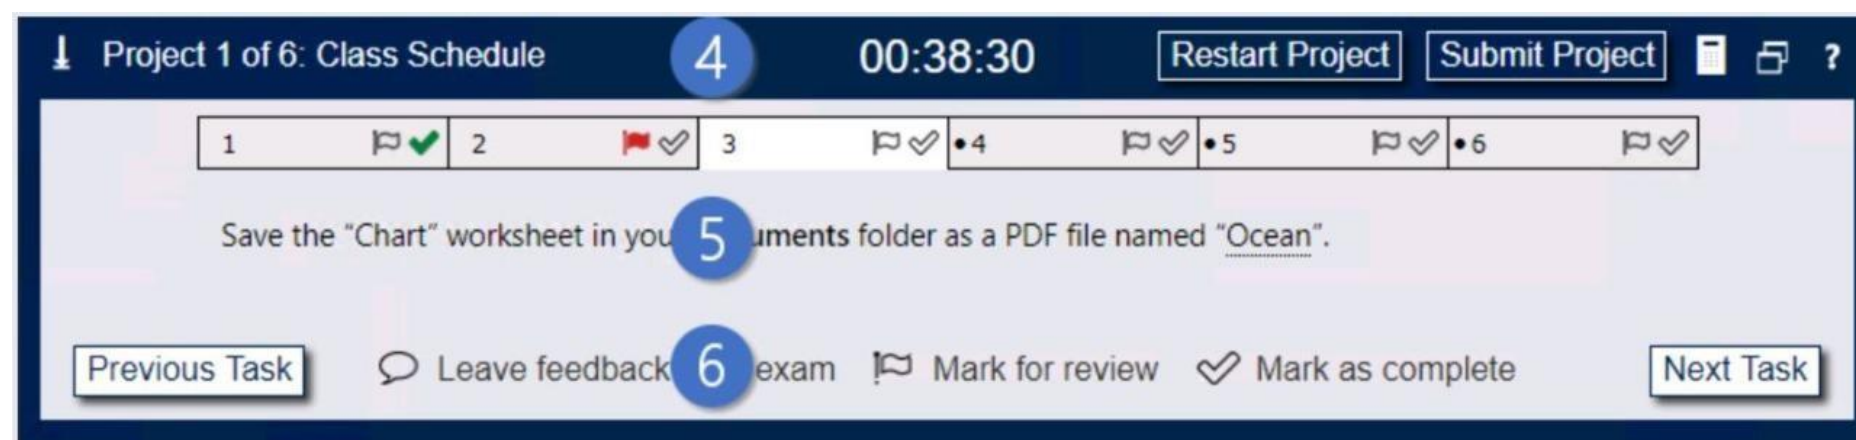 Project 1 of 6: Class Schedule 4 00:38:30 Restart Project Submit Project ?
1 2 3 •4 •5 •6
Save the “Chart” worksheet in you 5 uments folder as a PDF file named “Ocean”.
Previous Task Leave feedback 6 exam Mark for review Mark as complete Next Task